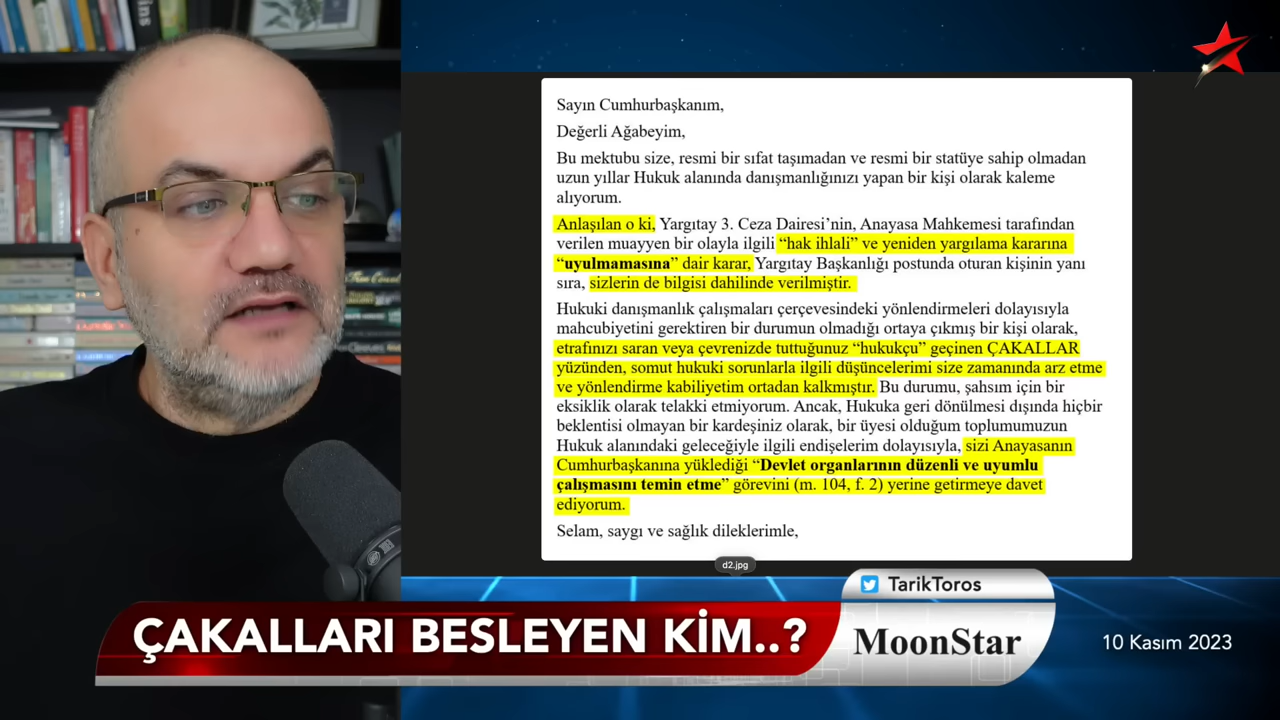 Sayın Cumhurbaşkanım,
Değerli Ağabeyim,
Bu mektubu size, resmi bir sıfat taşımadan ve resmi bir statüye sahip olmadan
uzun yıllar Hukuk alanında danışmanlığınızı yapan bir kişi olarak kaleme
alıyorum.
Anlaşılan o ki, Yargıtay 3. Ceza Dairesi’nin, Anayasa Mahkemesi tarafından
verilen muayyen bir olayla ilgili “hak ihlali” ve yeniden yargılama kararına
“uyulmamasına” dair karar, Yargıtay Başkanlığı postunda oturan kişinin yanı
sıra, sizlerin de bilgisi dahilinde verilmiştir.
Hukuki danışmanlık çalışmaları çerçevesindeki yönlendirmeleri dolayısıyla
mahcubiyetini gerektiren bir durumun olmadığı ortaya çıkmış bir kişi olarak,
etrafınızı saran veya çevrenizde tuttuğunuz “hukukçu” geçinen ÇAKALLAR
yüzünden, somut hukuki sorunlarla ilgili düşüncelerimi size zamanında arz etme
ve yönlendirme kabiliyetim ortadan kalkmıştır. Bu durumu, şahsım için bir
eksiklik olarak telakki etmiyorum. Ancak, Hukuka geri dönülmesi dışında hiçbir
beklentisi olmayan bir kardeşiniz olarak, bir üyesi olduğum toplumumuzun
Hukuk alanındaki geleceğiyle ilgili endişelerim dolayısıyla, sizi Anayasanın
Cumhurbaşkanına yüklediği “Devlet organlarının düzenli ve uyumlu
çalışmasını temin etme” görevini (m. 104, f. 2) yerine getirmeye davet
ediyorum.
Selam, saygı ve sağlık dileklerimle,
d2.jpg
TarikToros
ÇAKALLARI BESLEYEN KİM..?
MoonStar
10 Kasım 2023